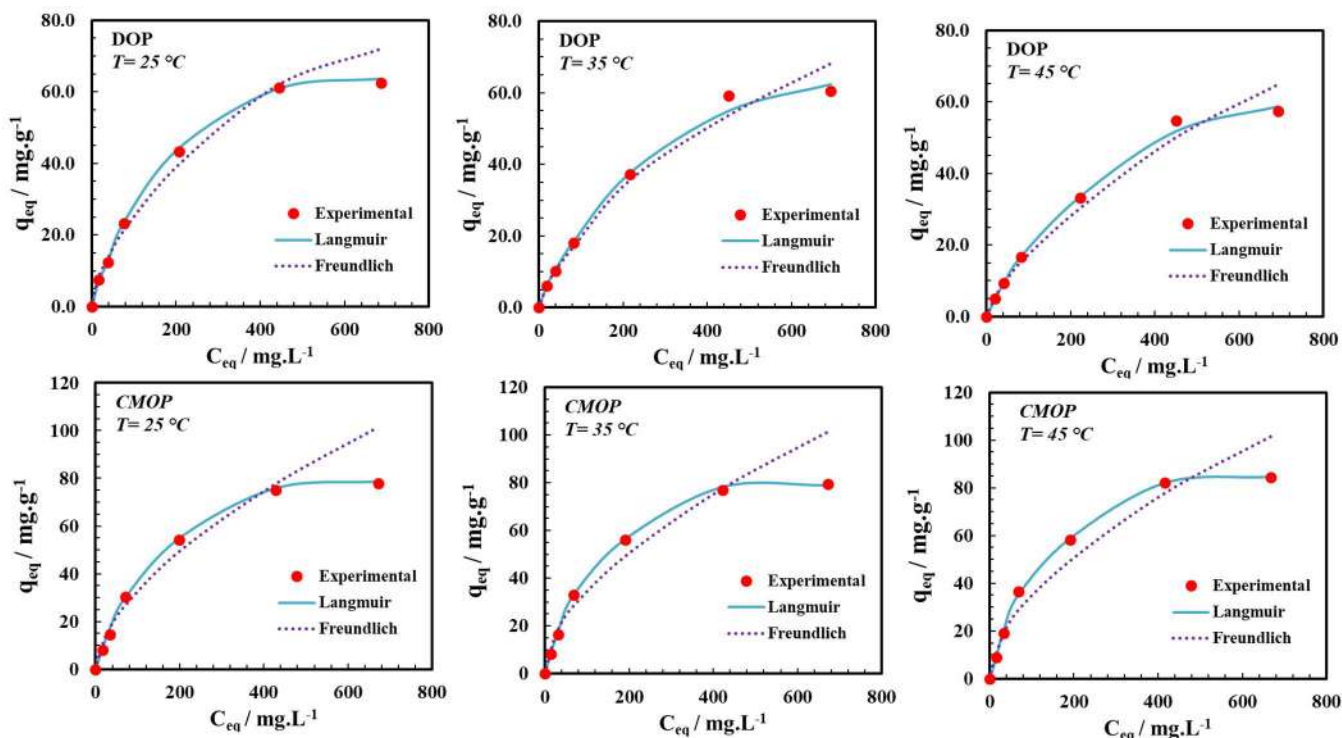 80.0
60.0
40.0
20.0
0.0
q_eq / mg.g⁻¹
DOP
T= 25 °C
Experimental
Langmuir
Freundlich
0 200 400 600 800
C_eq / mg.L⁻¹
80.0
60.0
40.0
20.0
0.0
q_eq / mg.g⁻¹
DOP
T= 35 °C
Experimental
Langmuir
Freundlich
0 200 400 600 800
C_eq / mg.L⁻¹
80.0
60.0
40.0
20.0
0.0
q_eq / mg.g⁻¹
DOP
T= 45 °C
Experimental
Langmuir
Freundlich
0 200 400 600 800
C_eq / mg.L⁻¹
120
100
80
60
40
20
0
q_eq / mg.g⁻¹
CMOP
T= 25 °C
Experimental
Langmuir
Freundlich
0 200 400 600 800
C_eq / mg.L⁻¹
120
100
80
60
40
20
0
q_eq / mg.g⁻¹
CMOP
T= 35 °C
Experimental
Langmuir
Freundlich
0 200 400 600 800
C_eq / mg.L⁻¹
120
100
80
60
40
20
0
q_eq / mg.g⁻¹
CMOP
T= 45 °C
Experimental
Langmuir
Freundlich
0 200 400 600 800
C_eq / mg.L⁻¹